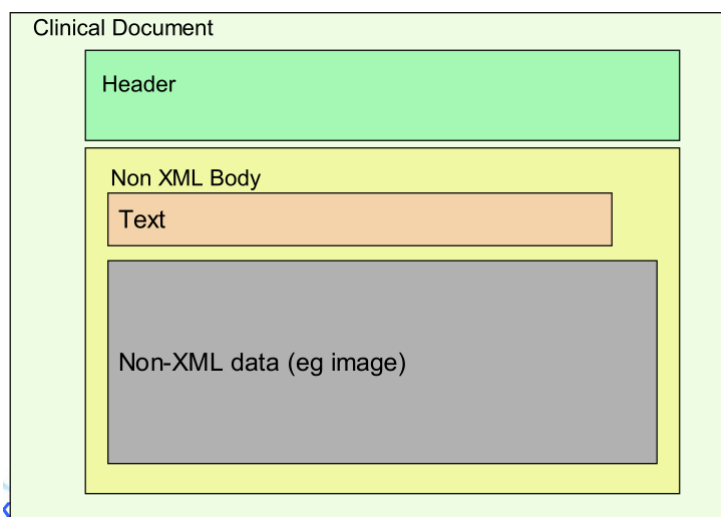 Clinical Document
Header
Non XML Body
Text
Non-XML data (eg image)